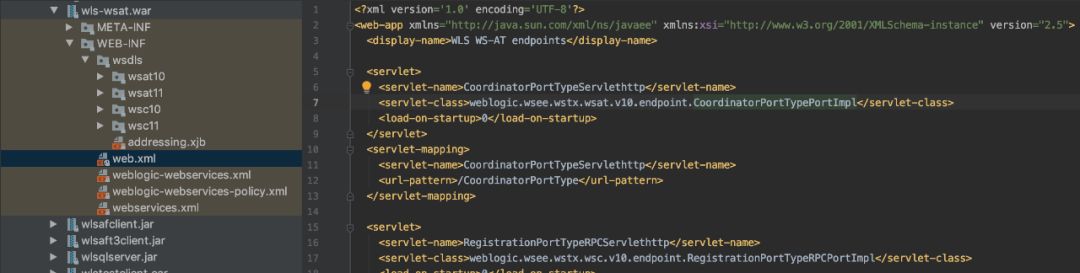 wls-wsat.war
META-INF
WEB-INF
wsdls
wsat10
wsat11
wsc10
wsc11
addressing.xjb
web.xml
weblogic-webservices.xml
weblogic-webservices-policy.xml
webservices.xml
wlsafclient.jar
wlsaft3client.jar
wlsqlserver.jar
1 <?xml version='1.0' encoding='UTF-8'?>
2 <web-app xmlns="http://java.sun.com/xml/ns/javaee" xmlns:xsi="http://www.w3.org/2001/XMLSchema-instance" version="2.5">
3 <display-name>WLS WS-AT endpoints</display-name>
4
5 <servlet>
6 <servlet-name>CoordinatorPortTypeServlethttp</servlet-name>
7 <servlet-class>weblogic.wsee.wstx.wsat.v10.endpoint.CoordinatorPortTypePortImpl</servlet-class>
8 <load-on-startup>0</load-on-startup>
9 </servlet>
10 <servlet-mapping>
11 <servlet-name>CoordinatorPortTypeServlethttp</servlet-name>
12 <url-pattern>/CoordinatorPortType</url-pattern>
13 </servlet-mapping>
14
15 <servlet>
16 <servlet-name>RegistrationPortTypeRPCServlethttp</servlet-name>
17 <servlet-class>weblogic.wsee.wstx.wsc.v10.endpoint.RegistrationPortTypeRPCPortImpl</servlet-class>
18 <load-on-startup>0</load-on-startup>